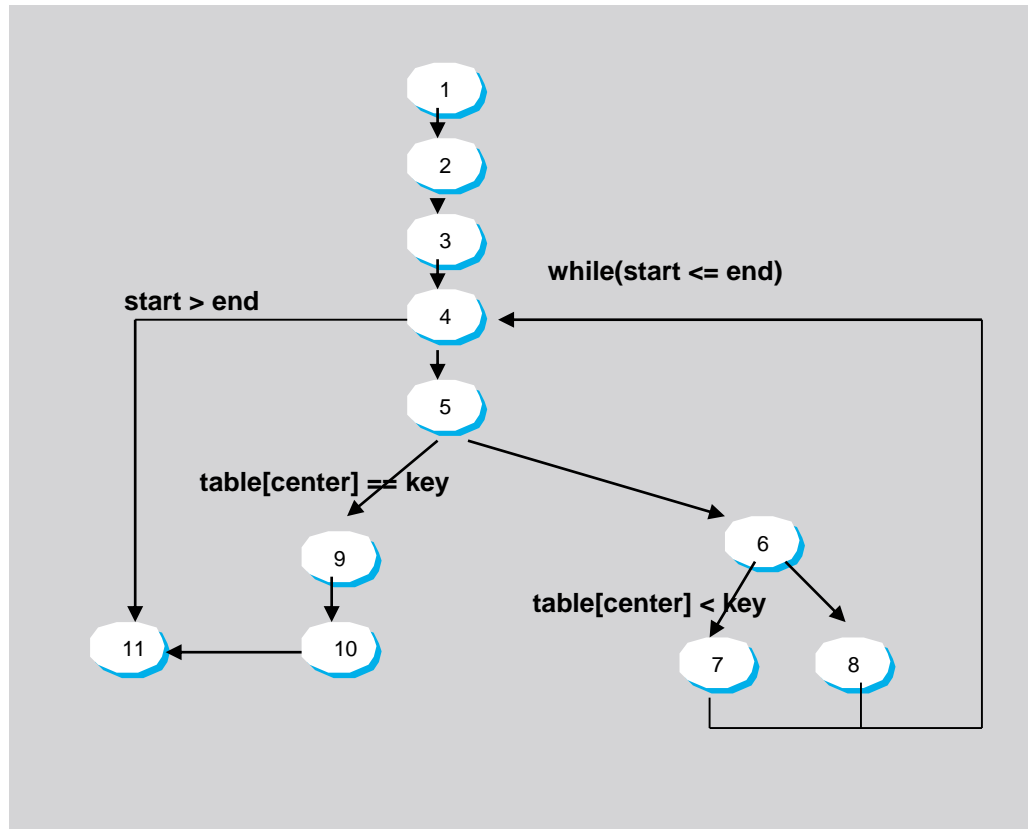 1
2
3
while(start <= end)
start > end
4
5
table[center] == key
9
6
table[center] < key
11
10
7
8